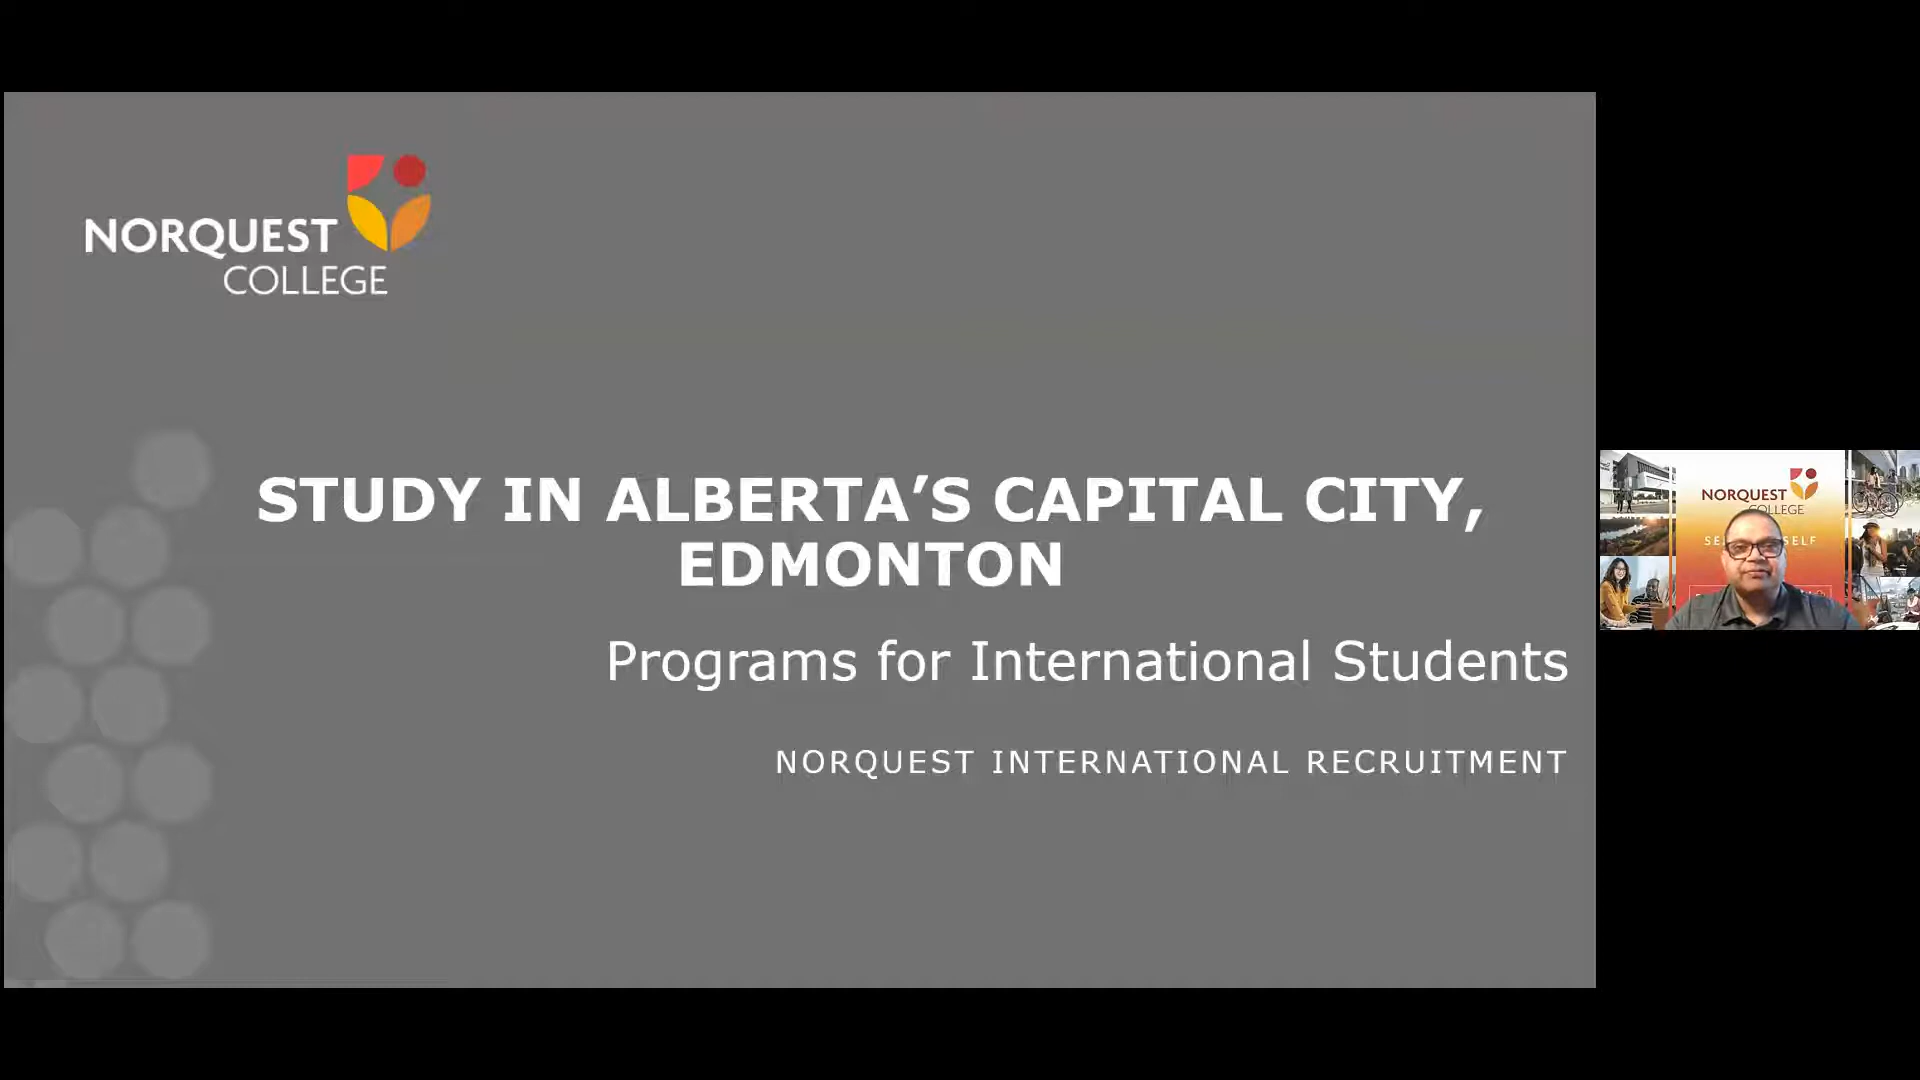 NORQUEST
COLLEGE
STUDY IN ALBERTA’S CAPITAL CITY,
EDMONTON
Programs for International Students
NORQUEST INTERNATIONAL RECRUITMENT
NORQUEST
COLLEGE